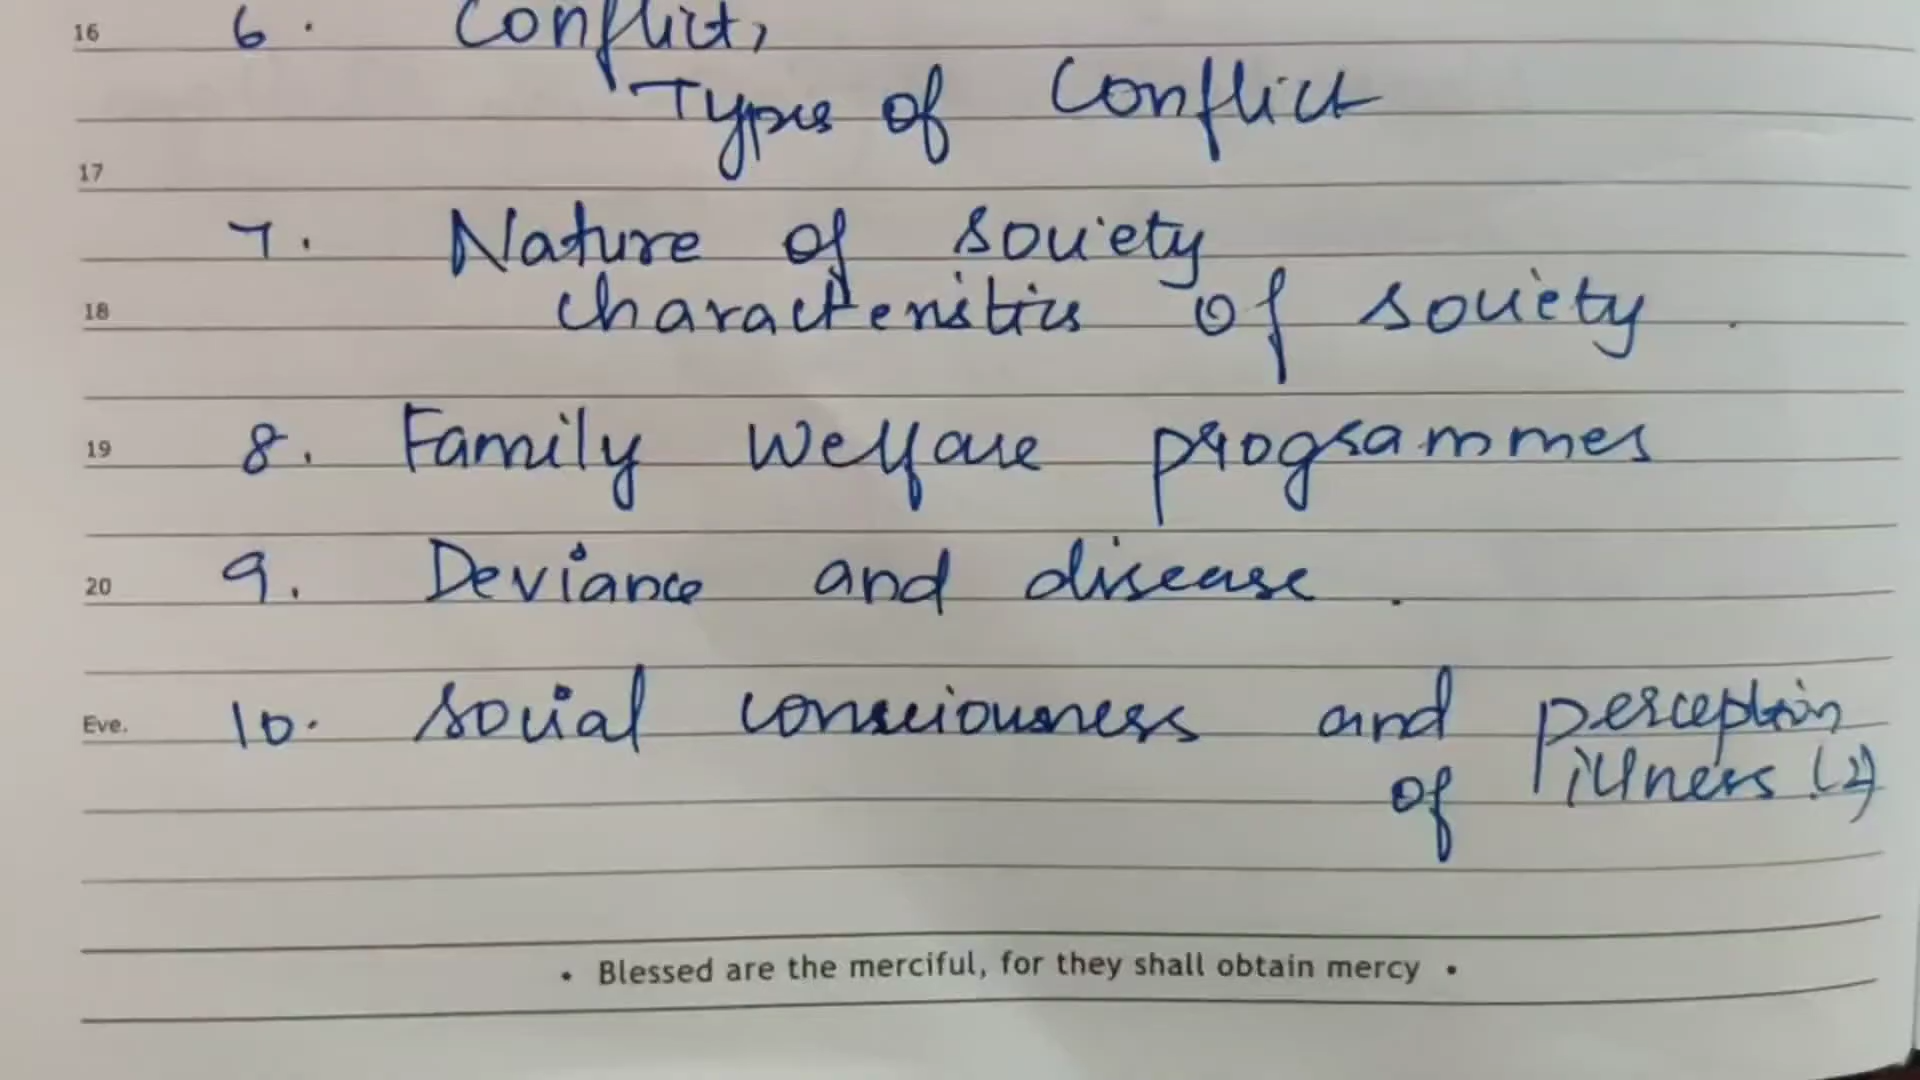 16 6. Conflict,
Types of Conflict
17
7. Nature of society
18 characteristics of society.
19 8. Family welfare programmes
20 9. Deviance and disease.
Eve. 10. social consciousness and perception
of illness (2)
• Blessed are the merciful, for they shall obtain mercy •